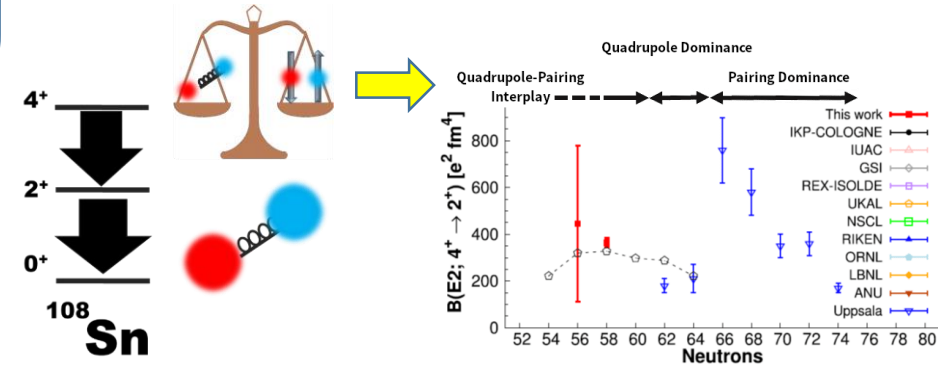 4+
2+
0+
108
Sn
Quadrupole Dominance
Quadrupole-Pairing
Interplay
Pairing Dominance
B(E2; 4+ → 2+) [e2 fm4]
800
600
400
200
0
52 54 56 58 60 62 64 66 68 70 72 74 76 78 80
Neutrons
This work
IKP-COLOGNE
IUAC
GSI
REX-ISOLDE
UKAL
NSCL
RIKEN
ORNL
LBNL
ANU
Uppsala